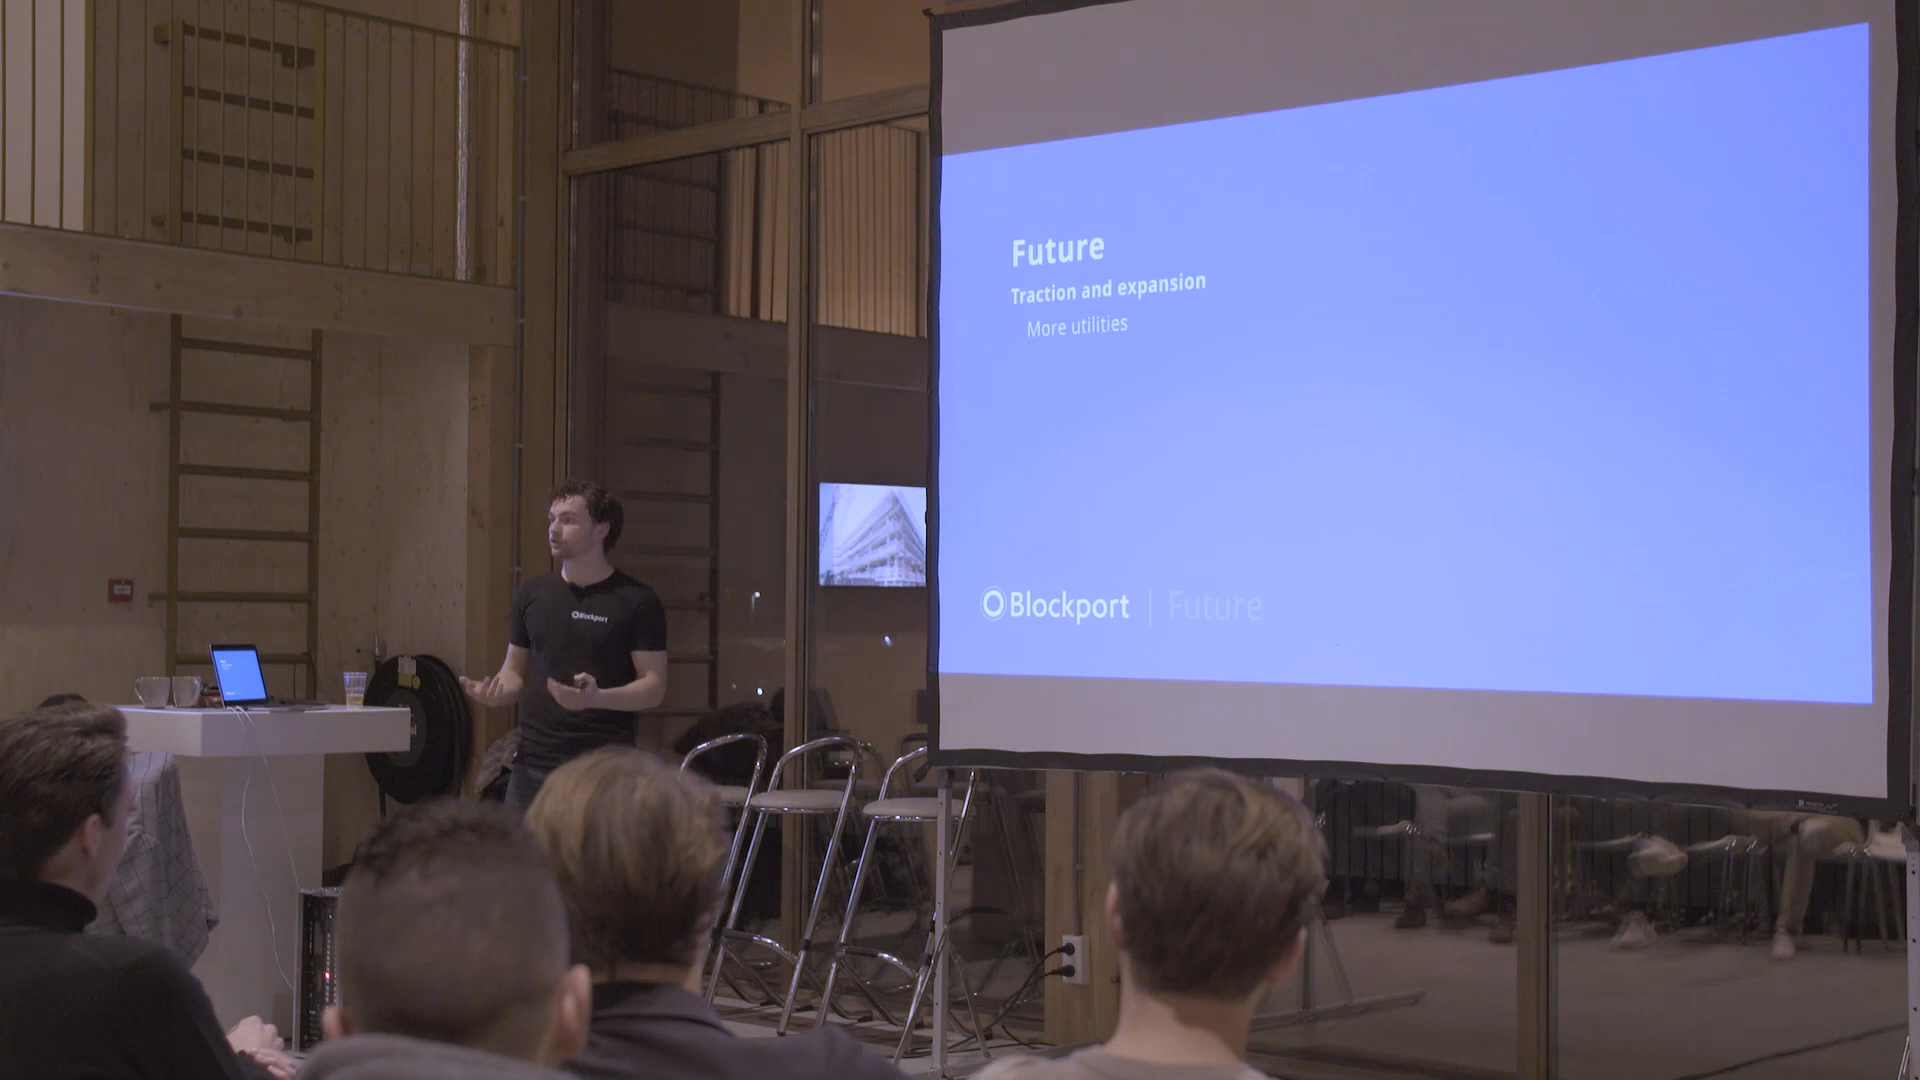 Future
Traction and expansion
More utilities
Blockport | Future
Blockport